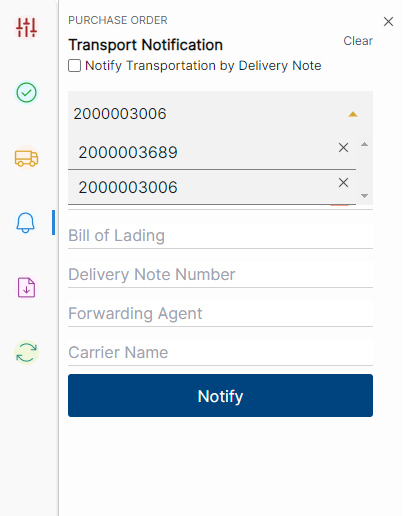 PURCHASE ORDER
Transport Notification
Clear
Notify Transportation by Delivery Note
2000003006
2000003689
2000003006
Bill of Lading
Delivery Note Number
Forwarding Agent
Carrier Name
Notify